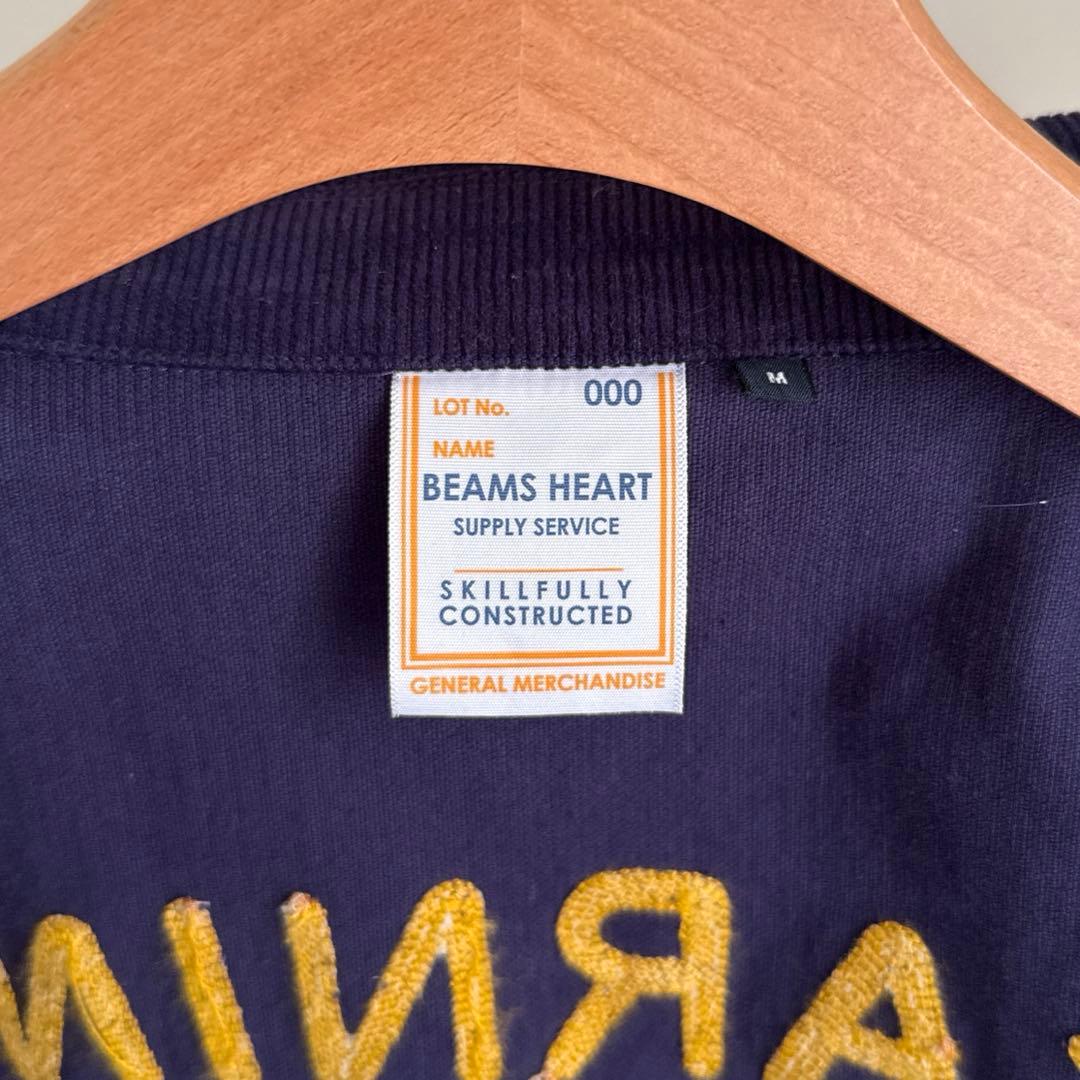 000
LOT No.
NAME
BEAMS HEART
SUPPLY SERVICE
SKILLFULLY
CONSTRUCTED
GENERAL MERCHANDISE
M